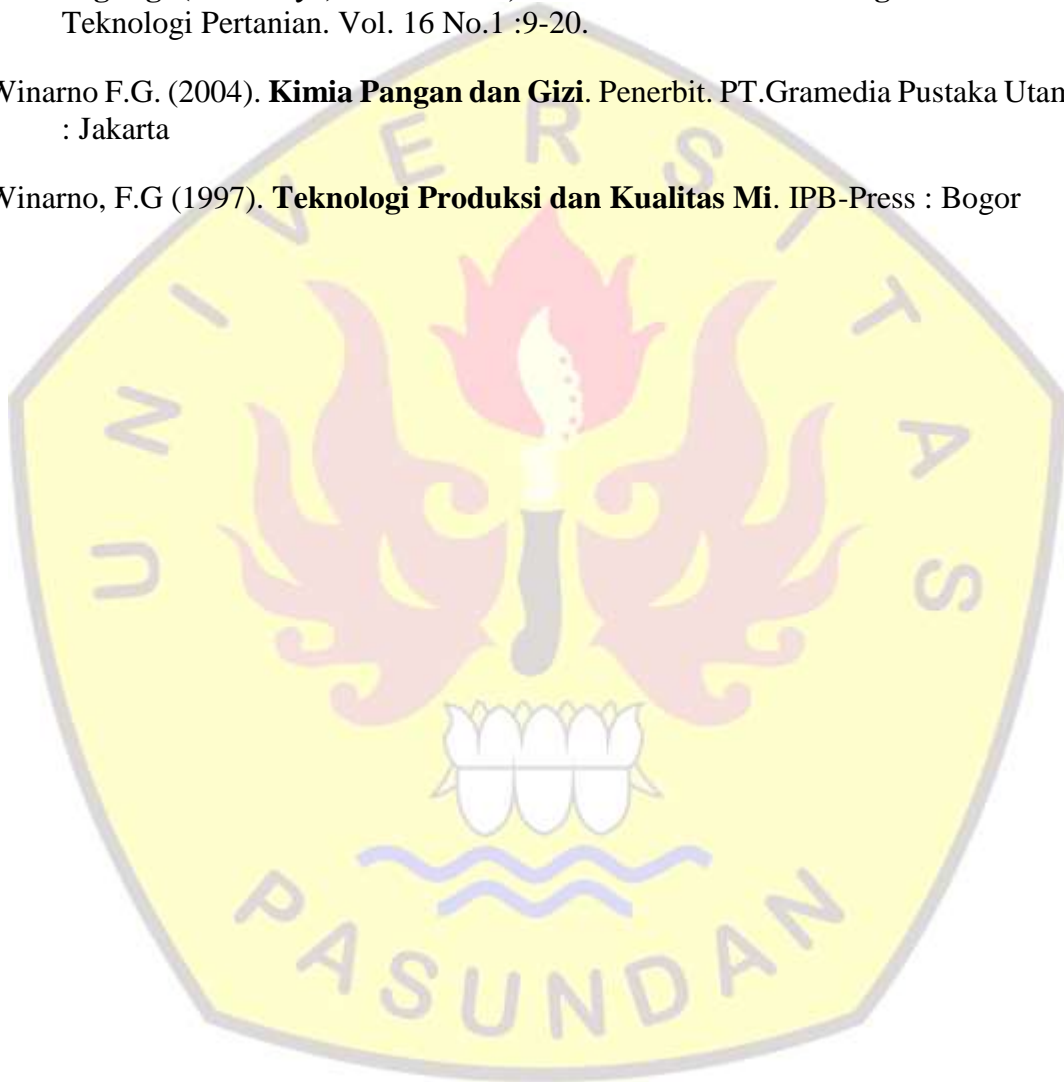 Teknologi Pertanian. Vol. 16 No.1 :9-20.
Winarno F.G. (2004). Kimia Pangan dan Gizi. Penerbit. PT.Gramedia Pustaka
: Jakarta
Winarno, F.G (1997). Teknologi Produksi dan Kualitas Mi. IPB-Press : Bogor
UNIVERSITAS
PASUNDAN